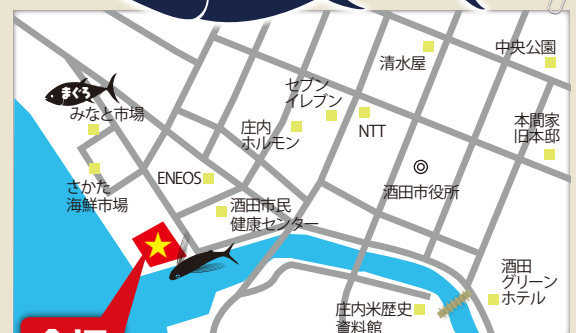 中央公園
清水屋
セブン
イレブン
まぐろ
みなと市場
庄内
ホルモン
NTT
本間家
旧本邸
ENEOS
酒田市役所
さかた
海鮮市場
酒田市民
健康センター
酒田
グリーン
ホテル
庄内米歴史
資料館